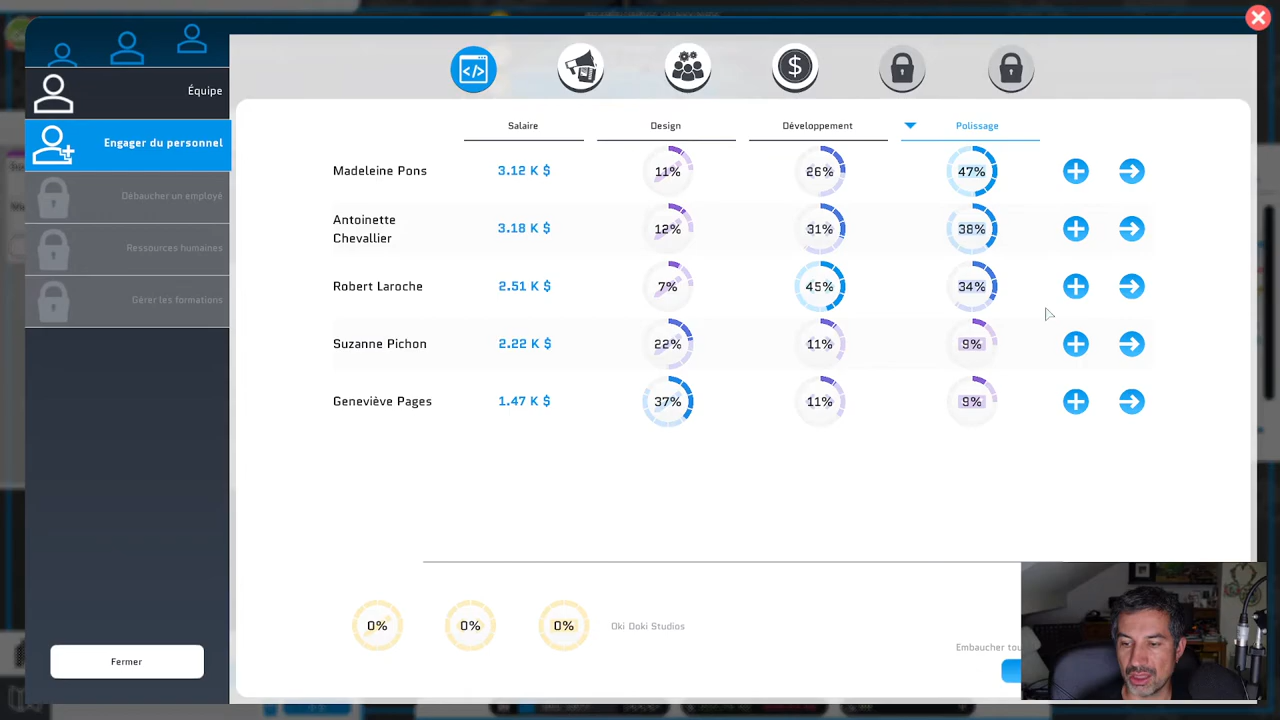 Équipe
Engager du personnel
Débaucher un employé
Ressources humaines
Gérer les formations
Fermer
Salaire Design Développement Polissage
Madeleine Pons 3.12 K $ 11% 26% 47%
Antoinette
Chevallier 3.18 K $ 12% 31% 38%
Robert Laroche 2.51 K $ 7% 45% 34%
Suzanne Pichon 2.22 K $ 22% 11% 9%
Geneviève Pages 1.47 K $ 37% 11% 9%
0% 0% 0% Oki Doki Studios
Embaucher